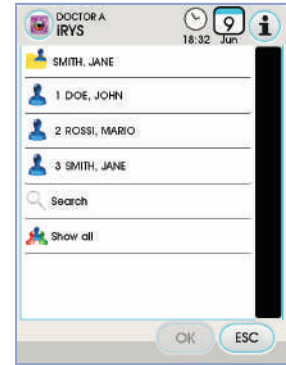 DOCTOR A
iRYS
18:32
9
Jun
i
SMITH, JANE
1 DOE, JOHN
2 ROSSI, MARIO
3 SMITH, JANE
Search
Show all
OK
ESC